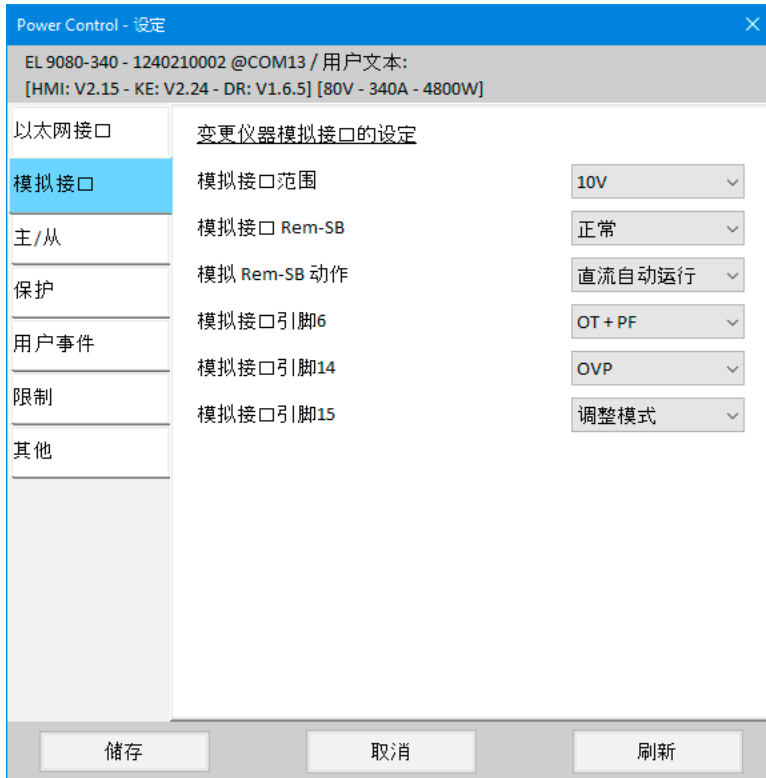 Power Control - 设定
EL 9080-340 - 1240210002 @COM13 / 用户文本:
[HMI: V2.15 - KE: V2.24 - DR: V1.6.5] [80V - 340A - 4800W]
以太网接口
模拟接口
主/从
保护
用户事件
限制
其他
变更仪器模拟接口的设定
模拟接口范围 10V
模拟接口 Rem-SB 正常
模拟 Rem-SB 动作 直流自动运行
模拟接口引脚6 OT + PF
模拟接口引脚14 OVP
模拟接口引脚15 调整模式
储存 取消 刷新